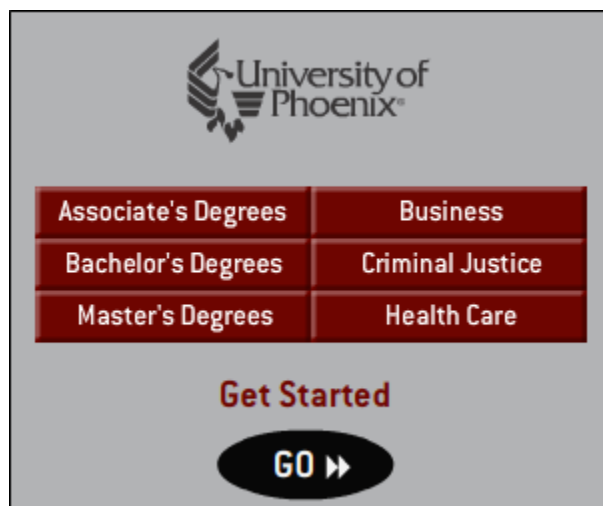 University of
Phoenix®
Associate's Degrees Business
Bachelor's Degrees Criminal Justice
Master's Degrees Health Care
Get Started
GO